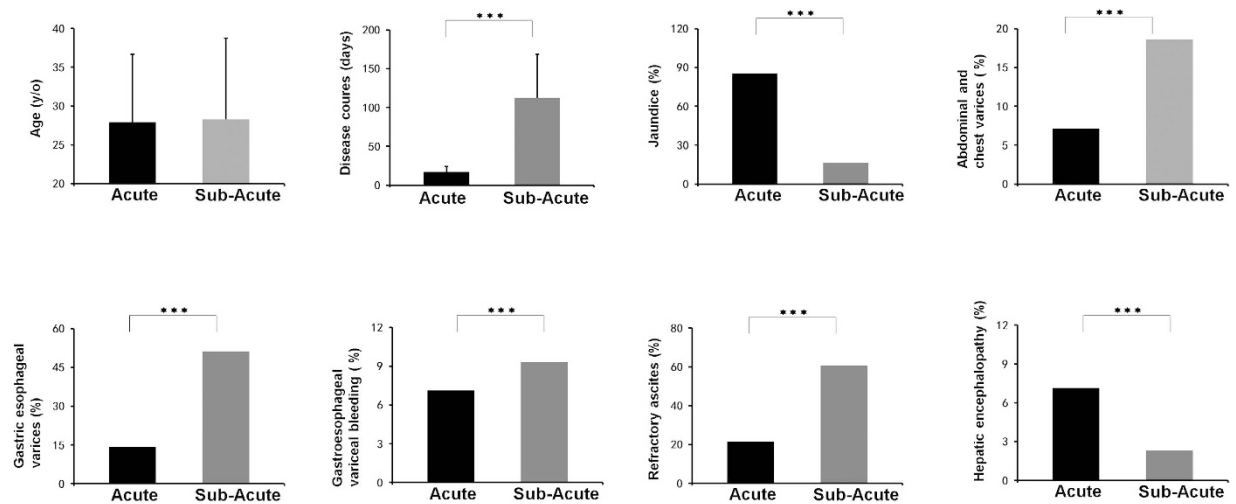 Age (y/o)
35
30
25
20
Acute
Sub-Acute
Disease coures (days)
***
200
150
100
50
0
Acute
Sub-Acute
Jaundice (%)
***
120
90
60
30
0
Acute
Sub-Acute
Abdominal and
chest varices ( %)
***
20
15
10
5
0
Acute
Sub-Acute
Gastric esophageal
varices (%)
***
60
45
30
15
0
Acute
Sub-Acute
Gastroesophageal
variceal bleeding ( %)
***
12
9
6
3
0
Acute
Sub-Acute
Refractory ascites (%)
***
80
60
40
20
0
Acute
Sub-Acute
Hepatic encephalopathy (%)
***
12
9
6
3
0
Acute
Sub-Acute